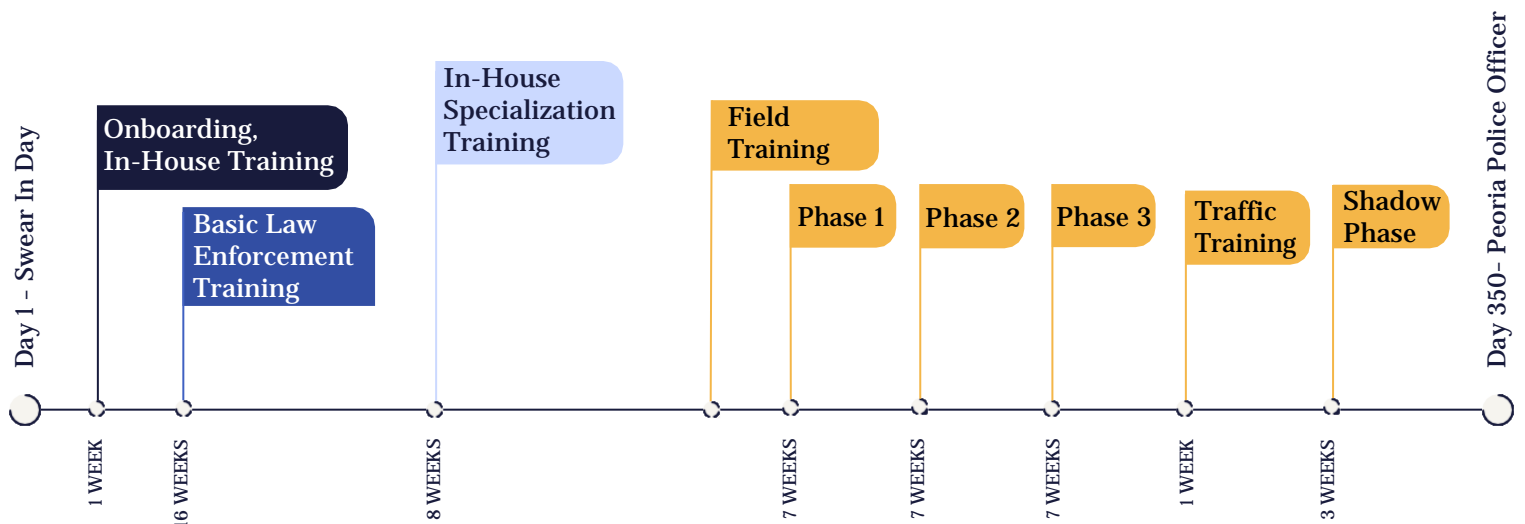 Day 1 - Swear In Day
Onboarding,
In-House Training
Basic Law
Enforcement
Training
In-House
Specialization
Training
Field
Training
Phase 1
Phase 2
Phase 3
Traffic
Training
Shadow
Phase
Day 350- Peoria Police Officer
1 WEEK
16 WEEKS
8 WEEKS
7 WEEKS
7 WEEKS
7 WEEKS
1 WEEK
3 WEEKS